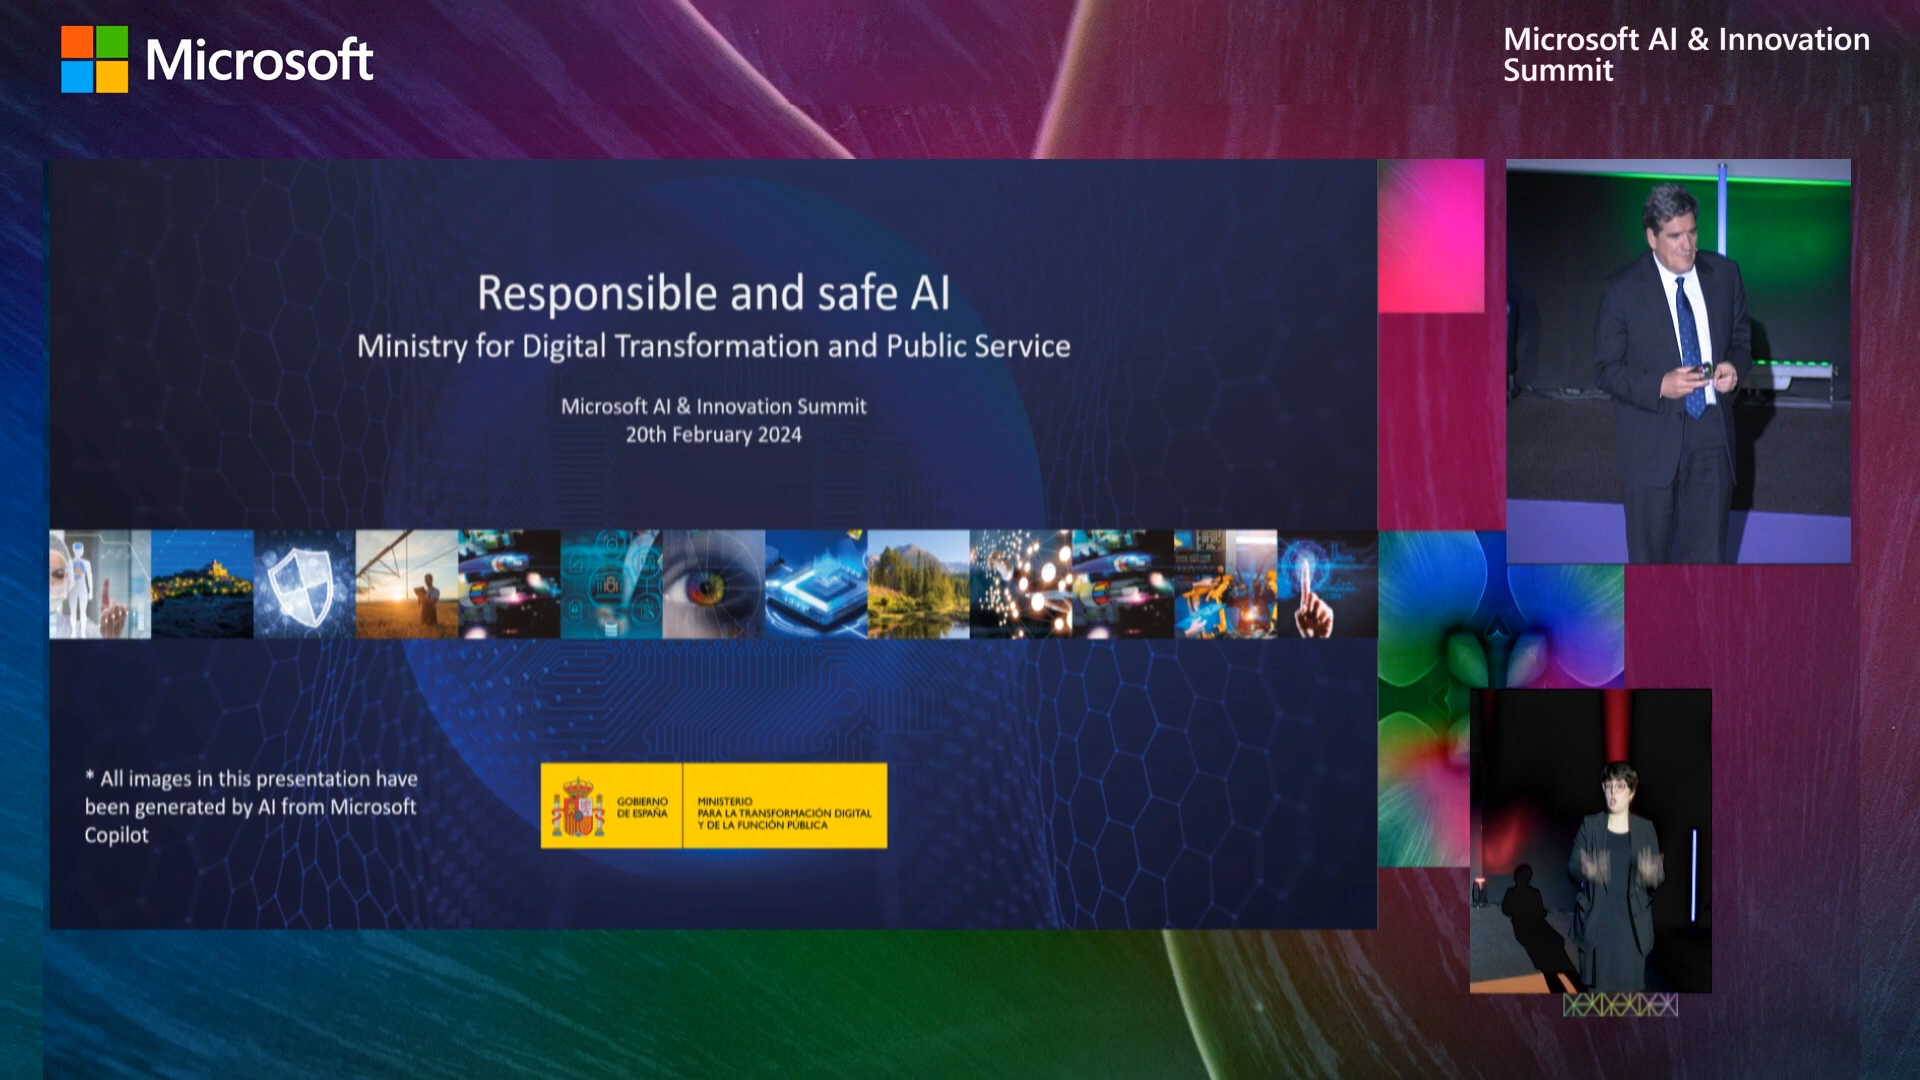 Microsoft
Microsoft AI & Innovation
Summit
Responsible and safe AI
Ministry for Digital Transformation and Public Service
Microsoft AI & Innovation Summit
20th February 2024
* All images in this presentation have
been generated by AI from Microsoft
Copilot
GOBIERNO
DE ESPAÑA
MINISTERIO
PARA LA TRANSFORMACIÓN DIGITAL
Y DE LA FUNCIÓN PÚBLICA